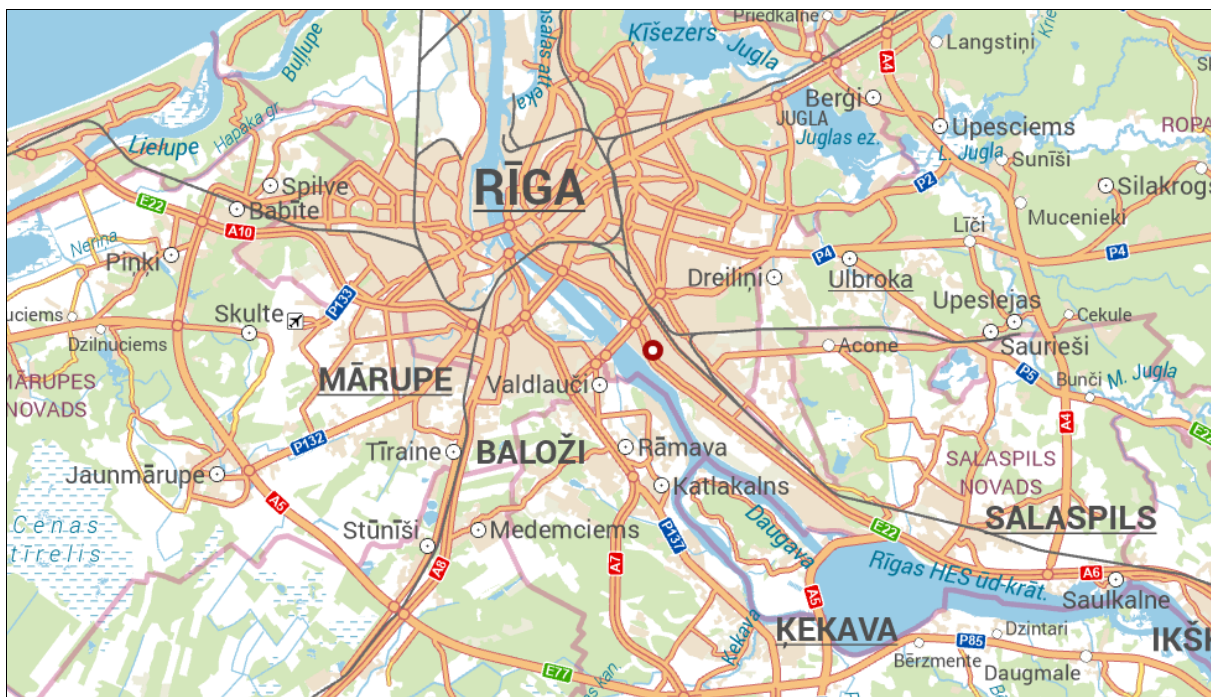 Priedkalne
Ķīšezers
Jugla
Langstiņi
Buļļupe
A4
Berģi
JUGLA
Juglas ez.
Upesciems
ROPA
Hapaka gr.
Lielupe
L. Jugla
Sunīši
RĪGA
Spilve
P2
Silakrogs
E22
Babīte
Mucenieki
A10
Līči
Neriņa
Piņķi
P4
P4
Dreiliņi
Ulbroka
P133
Upeslejas
Skulte
uciems
Cekule
Dzilnuciems
Saurieši
Acone
MĀRUPES
NOVADS
MĀRUPE
Valdlauči
P5
Bunči
M. Jugla
A4
E22
P132
Tīraine
BALOŽI
Rāmava
SALASPILS
NOVADS
Jaunmārupe
Katlakalns
A5
Cenas
tīrelis
Stūnīši
Medemciems
P137
Daugava
E22
SALASPILS
A7
A8
Rīgas HES ūd-krāt.
A6
A5
Saulkalne
Ķekava
ĶEKAVA
P85
Dzintari
IKŠĶ
Bērzmente
Daugmale
E77